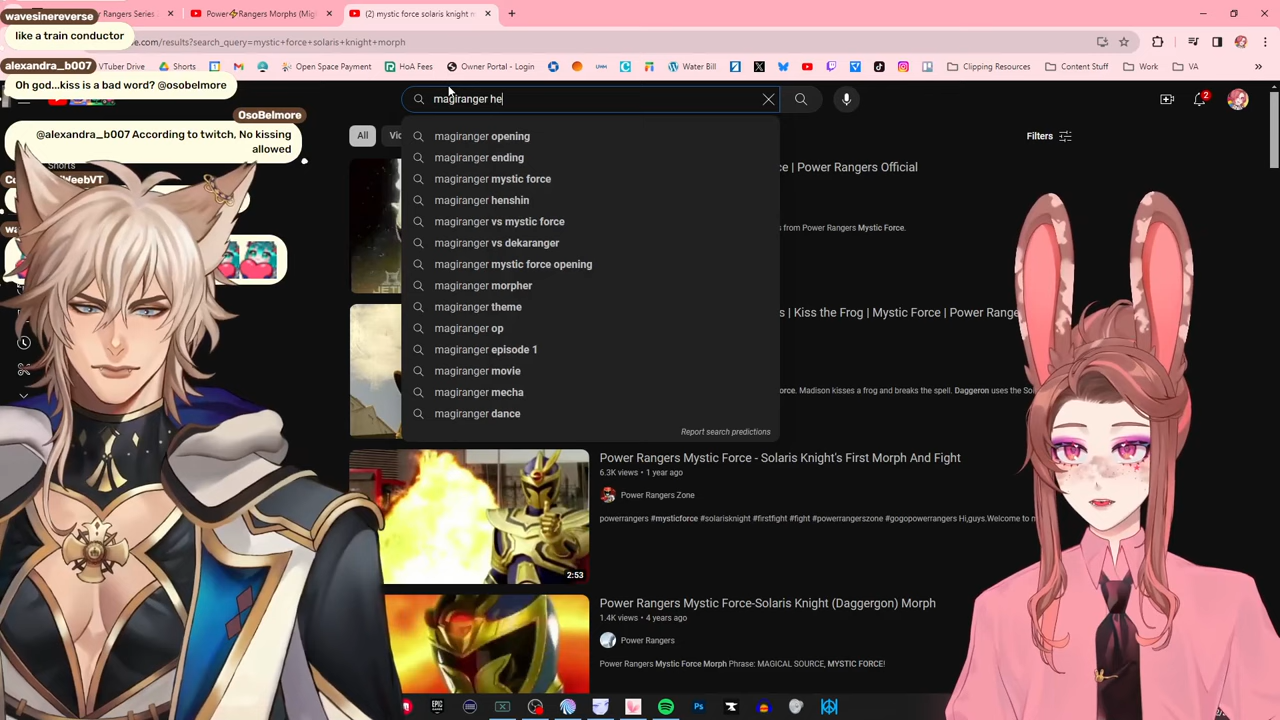 wavesinereverse
like a train conductor
alexandra_b007
Oh god...kiss is a bad word? @osobelmore
OsoBelmore
@alexandra_b007 According to twitch, No kissing
allowed
WeebVT
Rangers Series
Power⚡Rangers Morphs (Mig
(2) mystic force solaris knight m
/results?search_query=mystic+force+solaris+knight+morph
VTuber Drive
Shifts
Open Space Payment
HoA Fees
Owner Portal - Login
Water Bill
Clipping Resources
Content Stuff
Work
VA
magiranger he
2
All
Filters
Shorts
magiranger opening
magiranger ending
magiranger mystic force
magiranger henshin
magiranger vs mystic force
magiranger vs dekaranger
magiranger mystic force opening
magiranger morpher
magiranger theme
magiranger op
magiranger episode 1
magiranger movie
magiranger mecha
magiranger dance
Report search predictions
| Power Rangers Official
from Power Rangers Mystic Force.
| Kiss the Frog | Mystic Force | Power Range
Madison kisses a frog and breaks the spell. Daggeron uses the So
Power Rangers Mystic Force - Solaris Knight's First Morph And Fight
6.3K views • 1 year ago
Power Rangers Zone
powerrangers #mysticforce #solarisknight #firstfight #fight #powerrangerszone #gogopowerrangers Hi,guys.Welcome to m
2:53
Power Rangers Mystic Force-Solaris Knight (Daggergon) Morph
1.4K views • 4 years ago
Power Rangers
Power Rangers Mystic Force Morph Phrase: MAGICAL SOURCE, MYSTIC FORCE!
EPIC
Ps